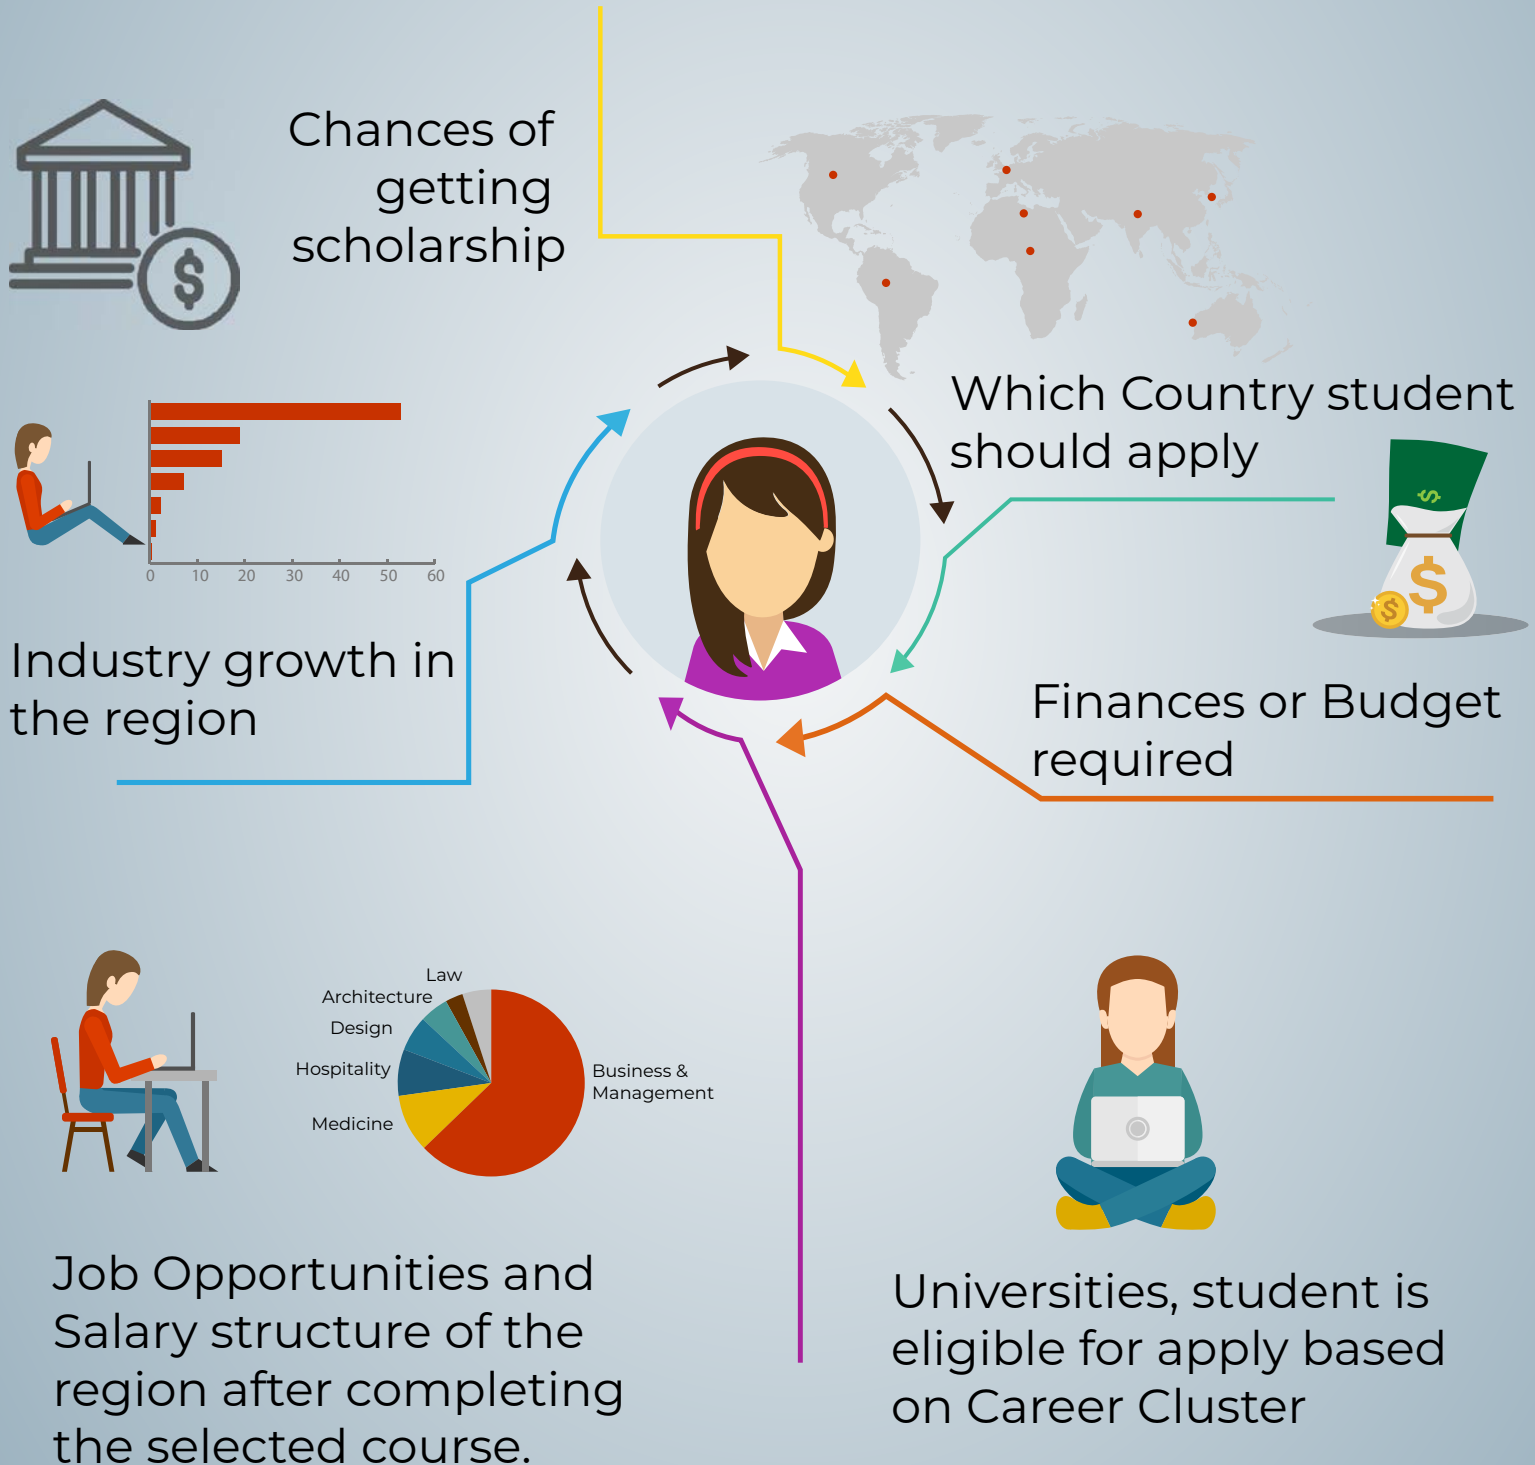 Chances of
getting
scholarship
$
Which Country student
should apply
$
$
$
0 10 20 30 40 50 60
Industry growth in
the region
Finances or Budget
required
Law
Architecture
Design
Hospitality
Medicine
Business &
Management
Job Opportunities and
Salary structure of the
region after completing
the selected course.
Universities, student is
eligible for apply based
on Career Cluster